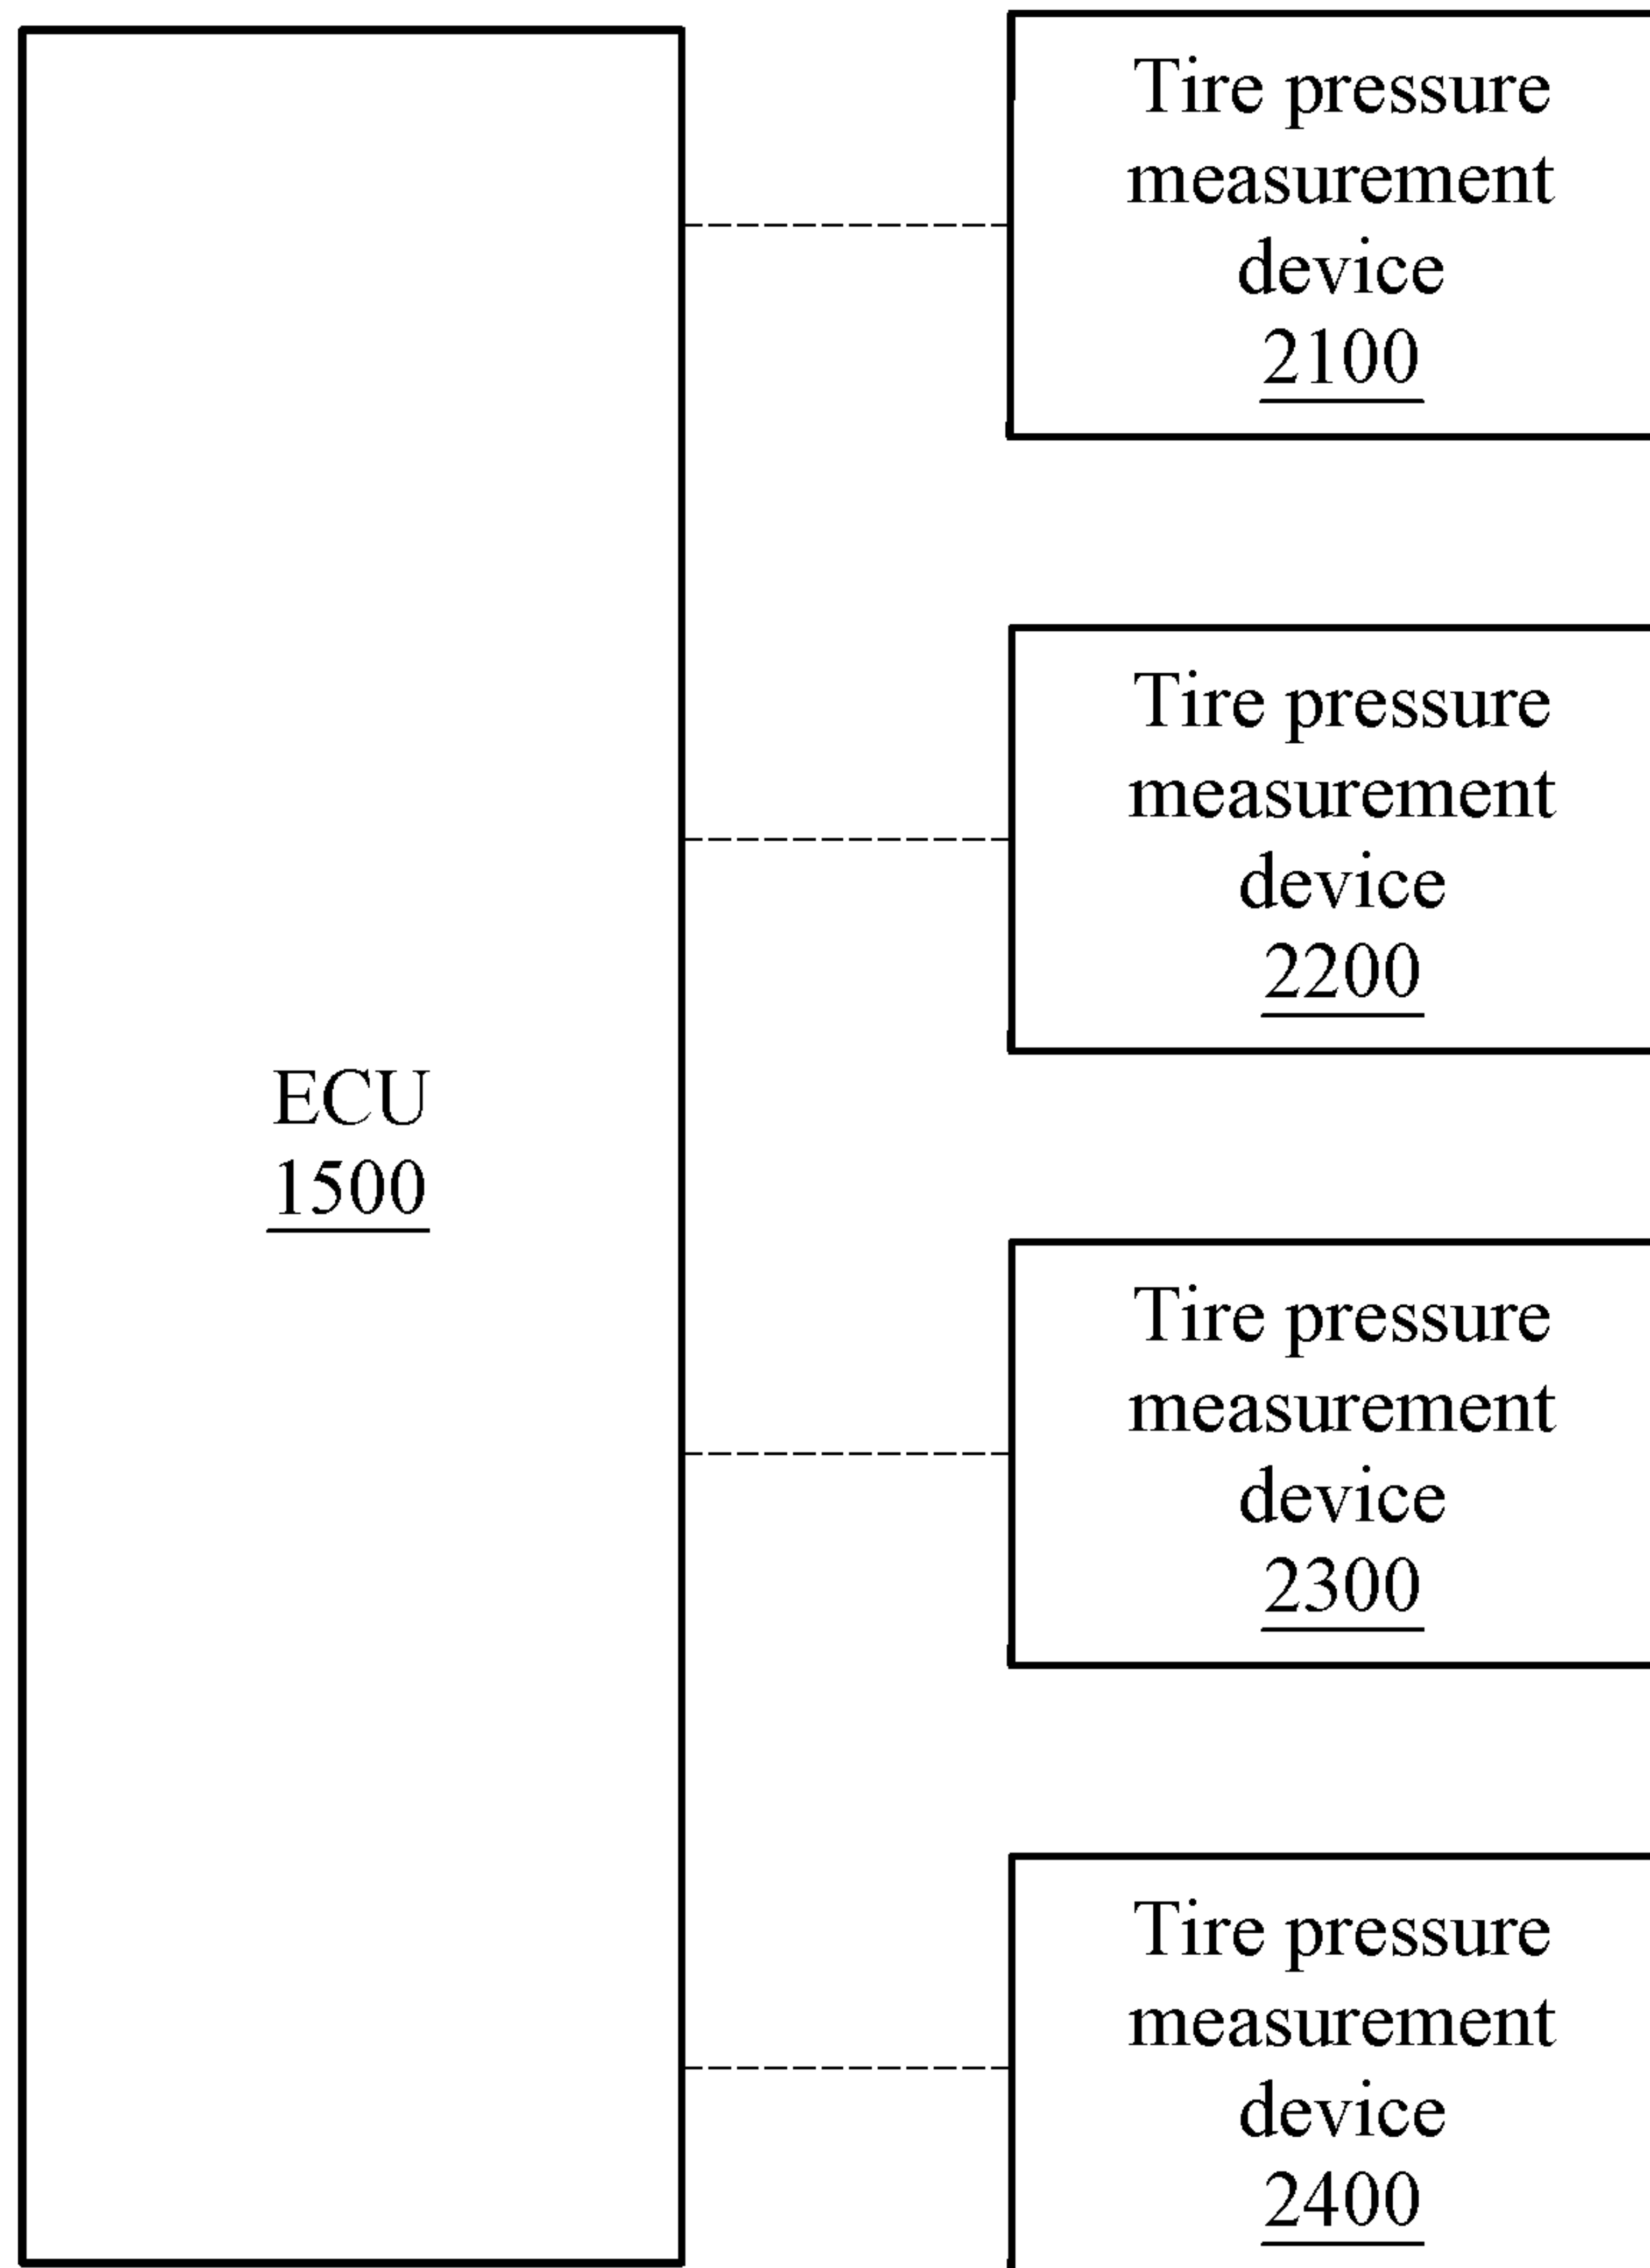 ECU
1500
Tire pressure
measurement
device
2100
Tire pressure
measurement
device
2200
Tire pressure
measurement
device
2300
Tire pressure
measurement
device
2400